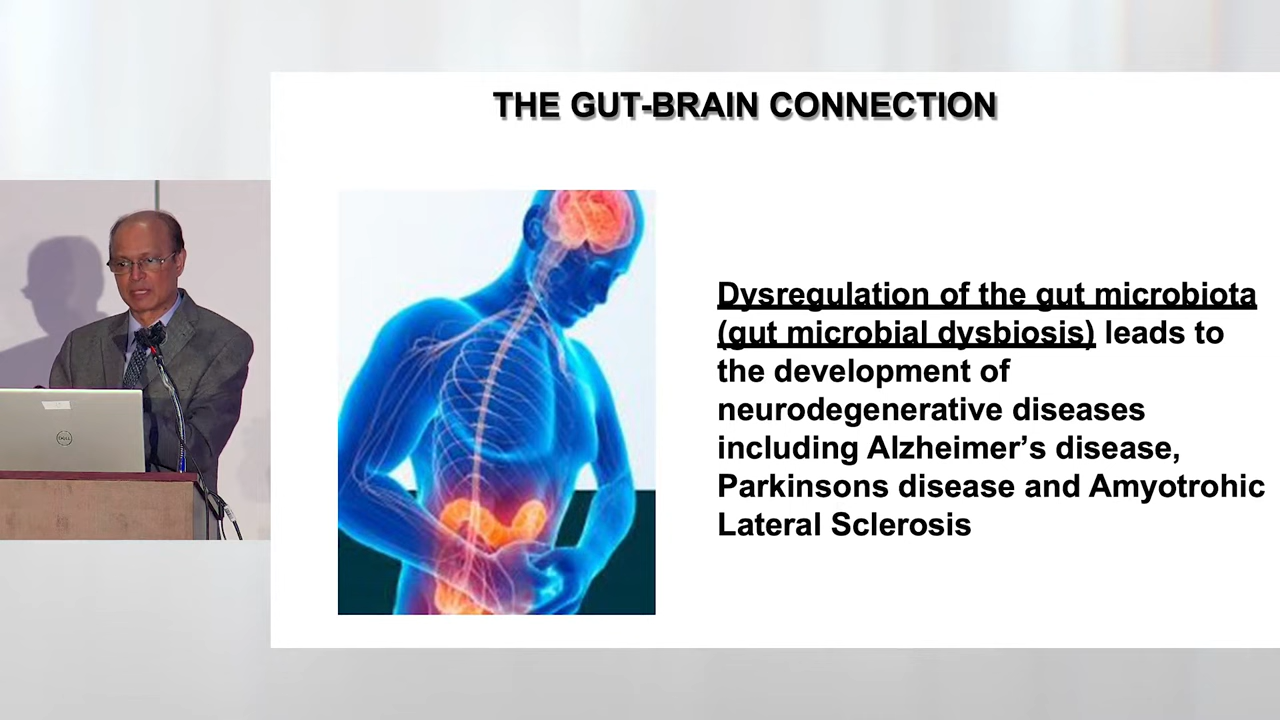 THE GUT-BRAIN CONNECTION
Dysregulation of the gut microbiota
(gut microbial dysbiosis) leads to
the development of
neurodegenerative diseases
including Alzheimer’s disease,
Parkinsons disease and Amyotrohic
Lateral Sclerosis
DELL